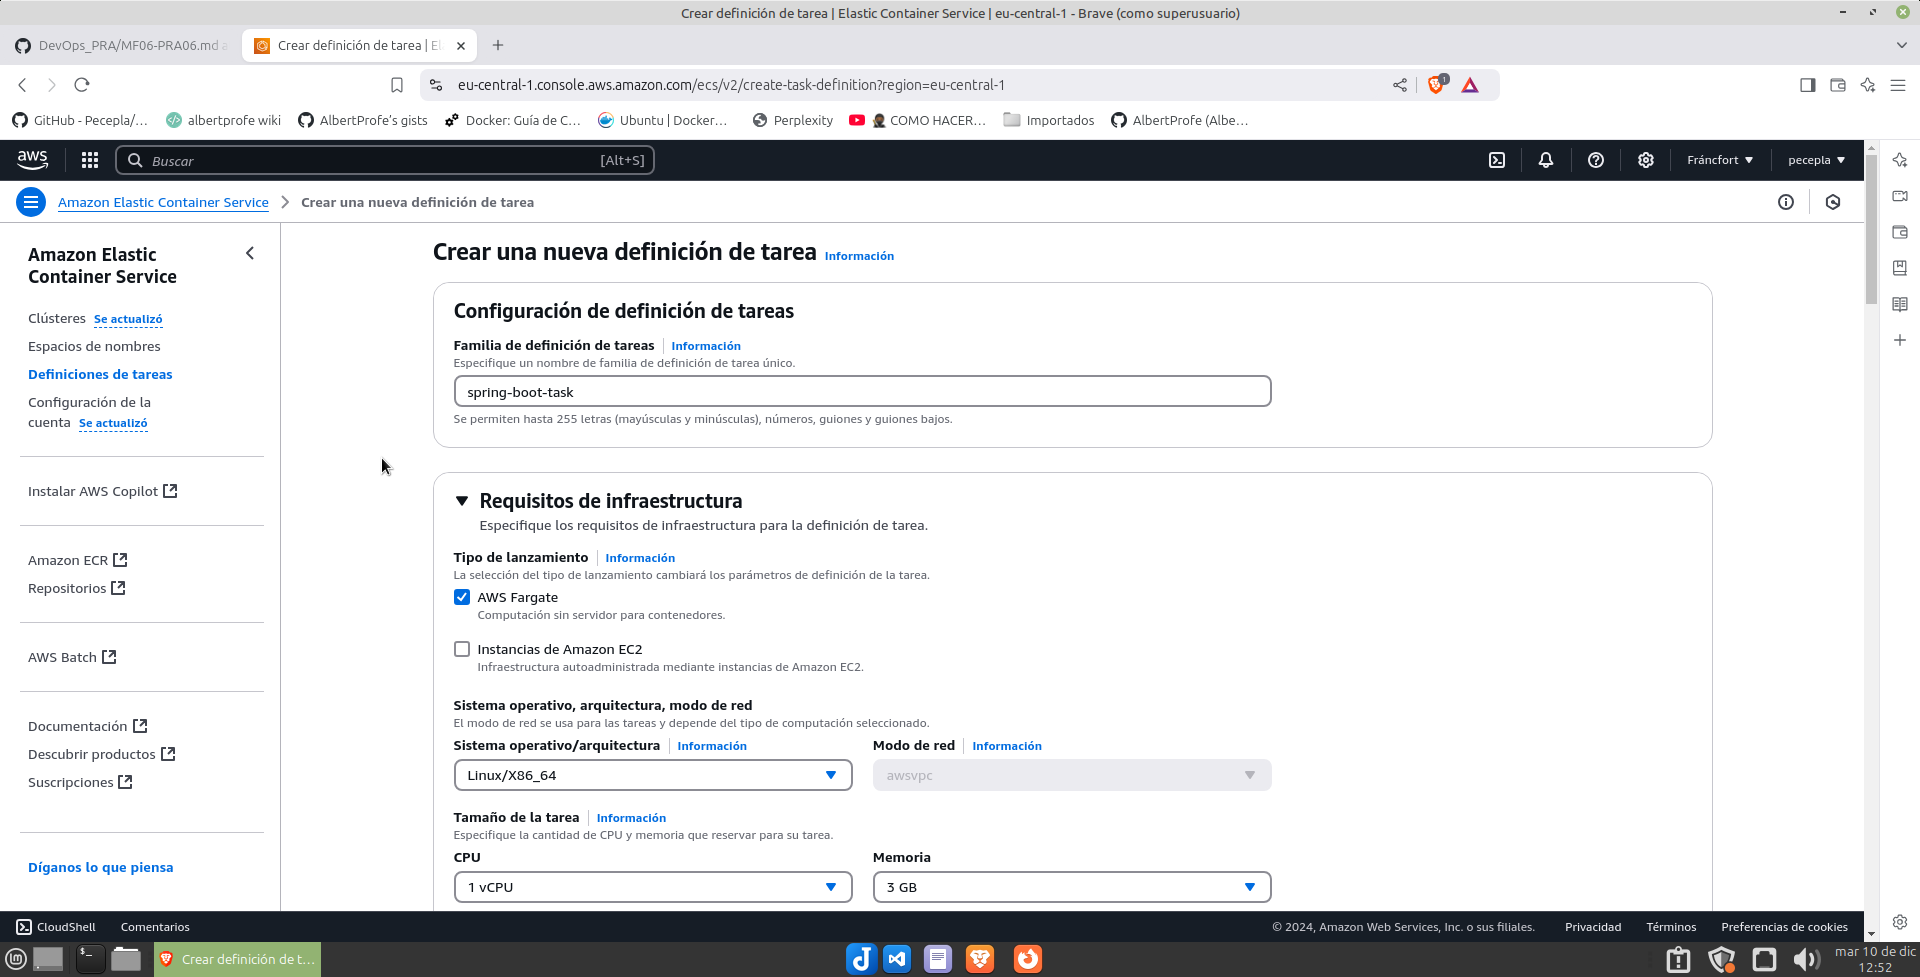 Crear definición de tarea | Elastic Container Service | eu-central-1 - Brave (como superusuario)
DevOps_PRA/MF06-PRA06.md a
Crear definición de tarea | El
eu-central-1.console.aws.amazon.com/ecs/v2/create-task-definition?region=eu-central-1
1
GitHub - Pecepla/...
albertprofe wiki
AlbertProfe's gists
Docker: Guía de C...
Ubuntu | Docker...
Perplexity
COMO HACER...
Importados
AlbertProf (Albe...
aws
Buscar
[Alt+S]
Fráncfort
pecepla
Amazon Elastic Container Service
Crear una nueva definición de tarea
Amazon Elastic
Container Service
Clústeres Se actualizó
Espacios de nombres
Definiciones de tareas
Configuración de la
cuenta Se actualizó
Instalar AWS Copilot
Amazon ECR
Repositorios
AWS Batch
Documentación
Descubrir productos
Suscripciones
Díganos lo que piensa
Crear una nueva definición de tarea Información
Configuración de definición de tareas
Familia de definición de tareas Información
Especifique un nombre de familia de definición de tarea único.
spring-boot-task
Se permiten hasta 255 letras (mayúsculas y minúsculas), números, guiones y guiones bajos.
Requisitos de infraestructura
Especifique los requisitos de infraestructura para la definición de tarea.
Tipo de lanzamiento Información
La selección del tipo de lanzamiento cambiará los parámetros de definición de la tarea.
AWS Fargate
Computación sin servidor para contenedores.
Instancias de Amazon EC2
Infraestructura autoadministrada mediante instancias de Amazon EC2.
Sistema operativo, arquitectura, modo de red
El modo de red se usa para las tareas y depende del tipo de computación seleccionado.
Sistema operativo/arquitectura Información
Modo de red Información
Linux/X86_64
awsvpc
Tamaño de la tarea Información
Especifique la cantidad de CPU y memoria que reservar para su tarea.
CPU
Memoria
1 vCPU
3 GB
CloudShell
Comentarios
© 2024, Amazon Web Services, Inc. o sus filiales.
Privacidad
Términos
Preferencias de cookies
Crear definición de t...
mar 10 de dic
12:52